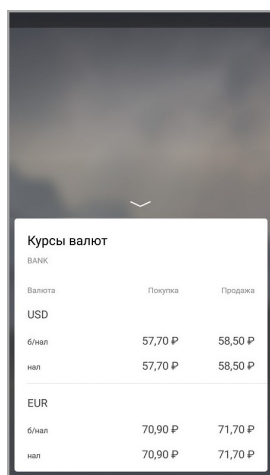 Курсы валют
BANK
Валюта Покупка Продажа
USD
б/нал 57,70 ₽ 58,50 ₽
нал 57,70 ₽ 58,50 ₽
EUR
б/нал 70,90 ₽ 71,70 ₽
нал 70,90 ₽ 71,70 ₽